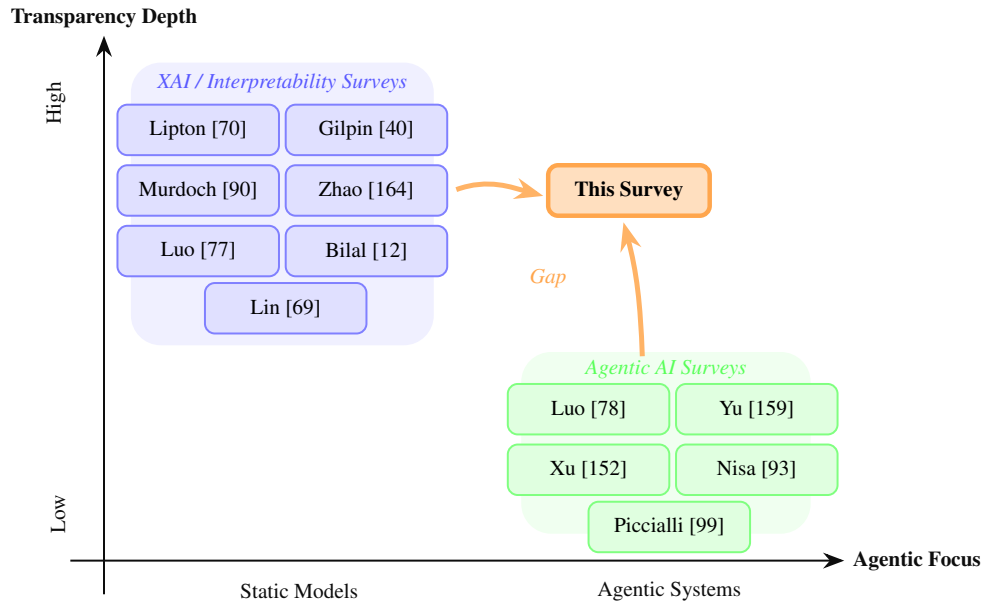 Transparency Depth
High
XAI / Interpretability Surveys
Lipton [70]
Gilpin [40]
Murdoch [90]
Zhao [164]
Luo [77]
Bilal [12]
Lin [69]
This Survey
Gap
Agentic AI Surveys
Luo [78]
Yu [159]
Xu [152]
Nisa [93]
Piccialli [99]
Low
Agentic Focus
Static Models
Agentic Systems